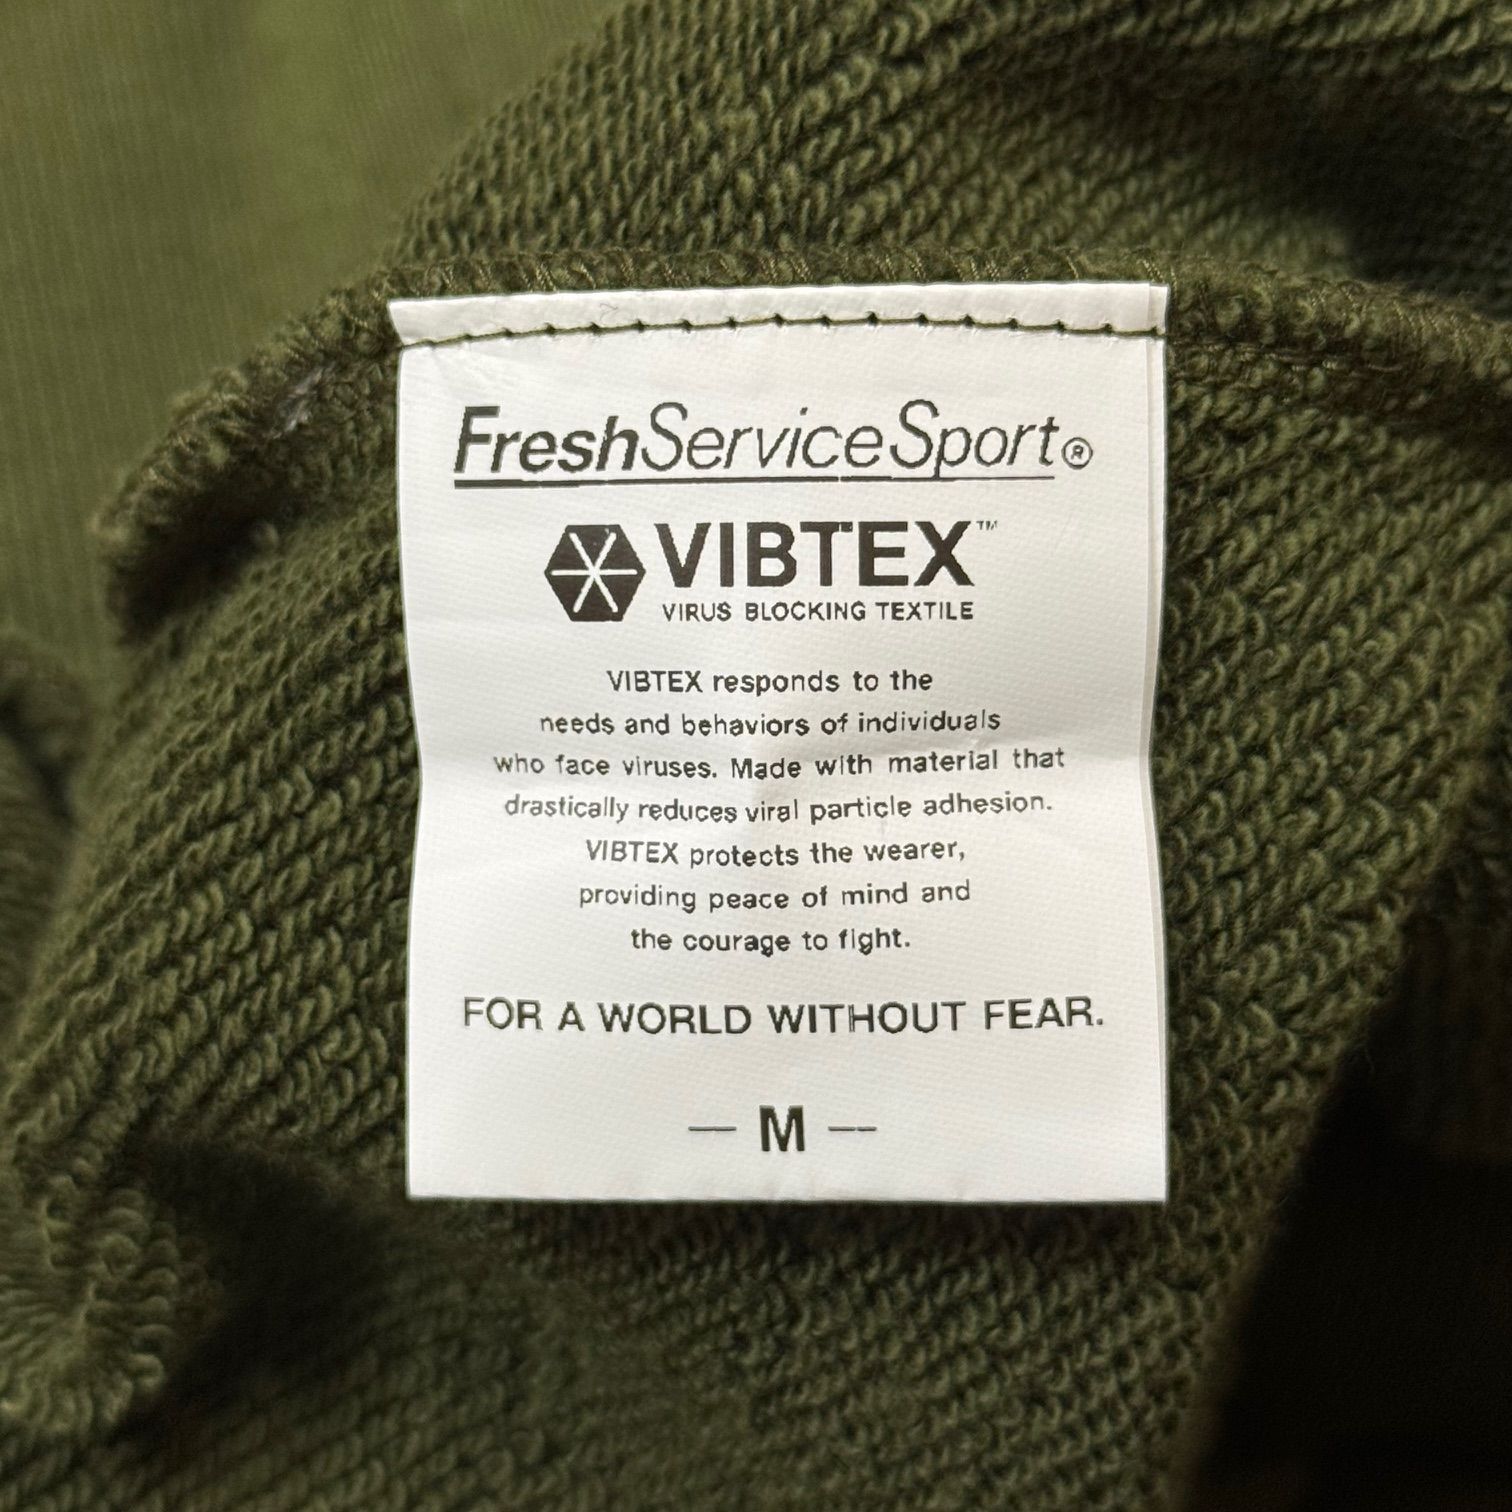 FreshServiceSport®
VIBTEX™
VIRUS BLOCKING TEXTILE
VIBTEX responds to the
needs and behaviors of individuals
who face viruses. Made with material that
drastically reduces viral particle adhesion.
VIBTEX protects the wearer,
providing peace of mind and
the courage to fight.
FOR A WORLD WITHOUT FEAR.
— M —